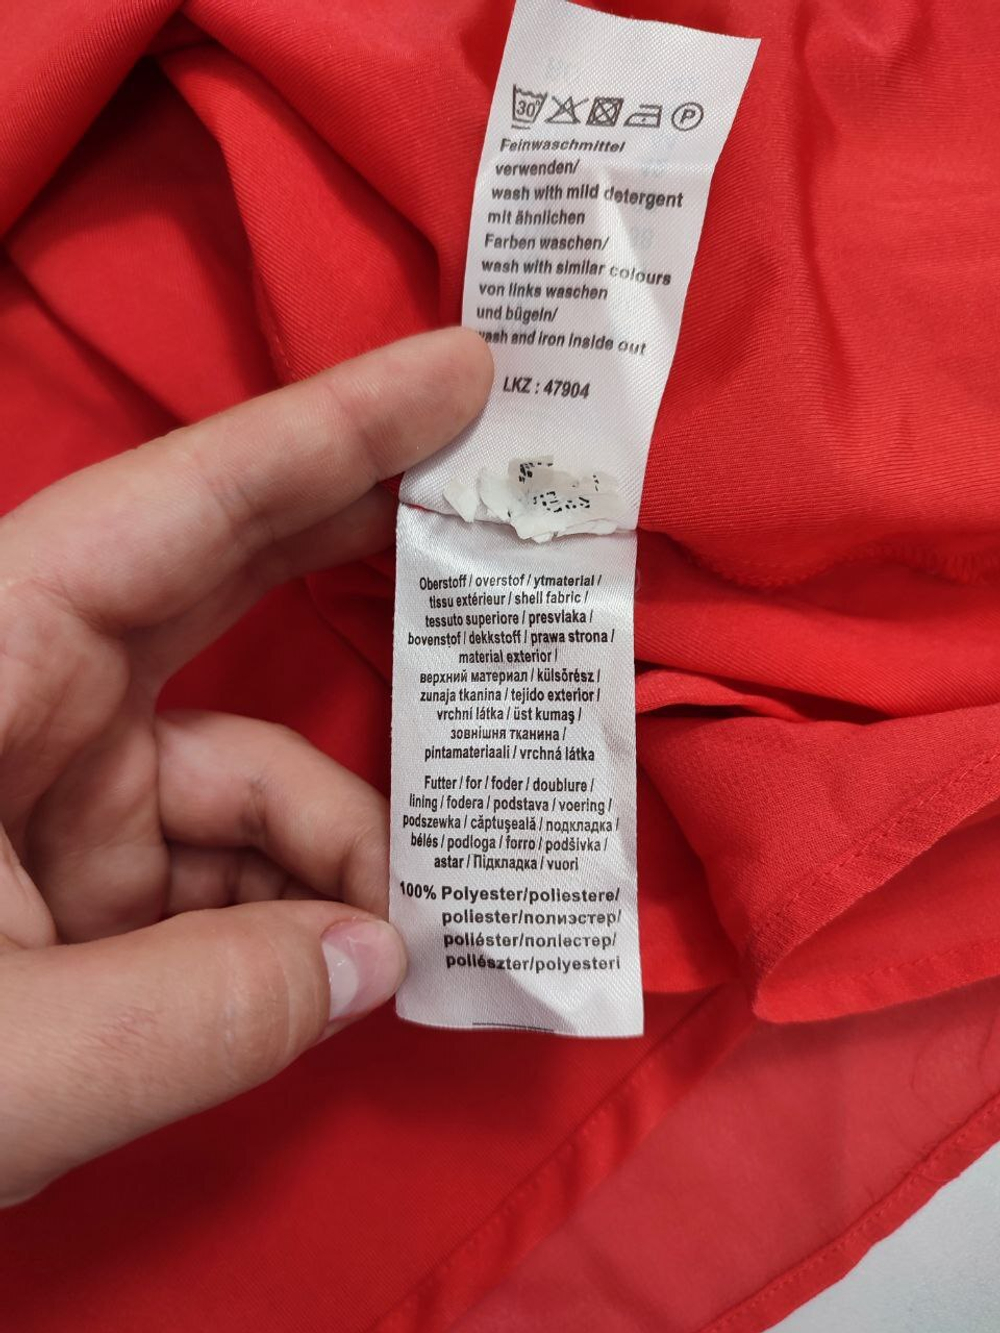 30°
P
Feinwaschmittel
verwenden/
wash with mild detergent
mit ähnlichen
Farben waschen/
wash with similar colours
von links waschen
und bügeln/
wash and iron inside out
LKZ : 47904
Oberstoff / overstof / ytmaterial /
tissu extérieur / shell fabric /
tessuto superiore / presvlaka /
bovenstof / dekkstoff / prawa strona /
material exterior /
верхний материал / külsőrész /
zunaja tkanina / tejido exterior /
vrchní látka / üst kumaş /
зовнішня тканина /
pintamateriaali / vrchná látka
Futter / for / foder / doublure /
lining / fodera / podstava / voering /
podszewka / căptuşeală / подкладка /
bélés / podloga / forro / podšívka /
astar / Підкладка / vuori
100% Polyester/poliestere/
poliester/полиэстер/
poliéster/поліестер/
poliészter/polyesteri